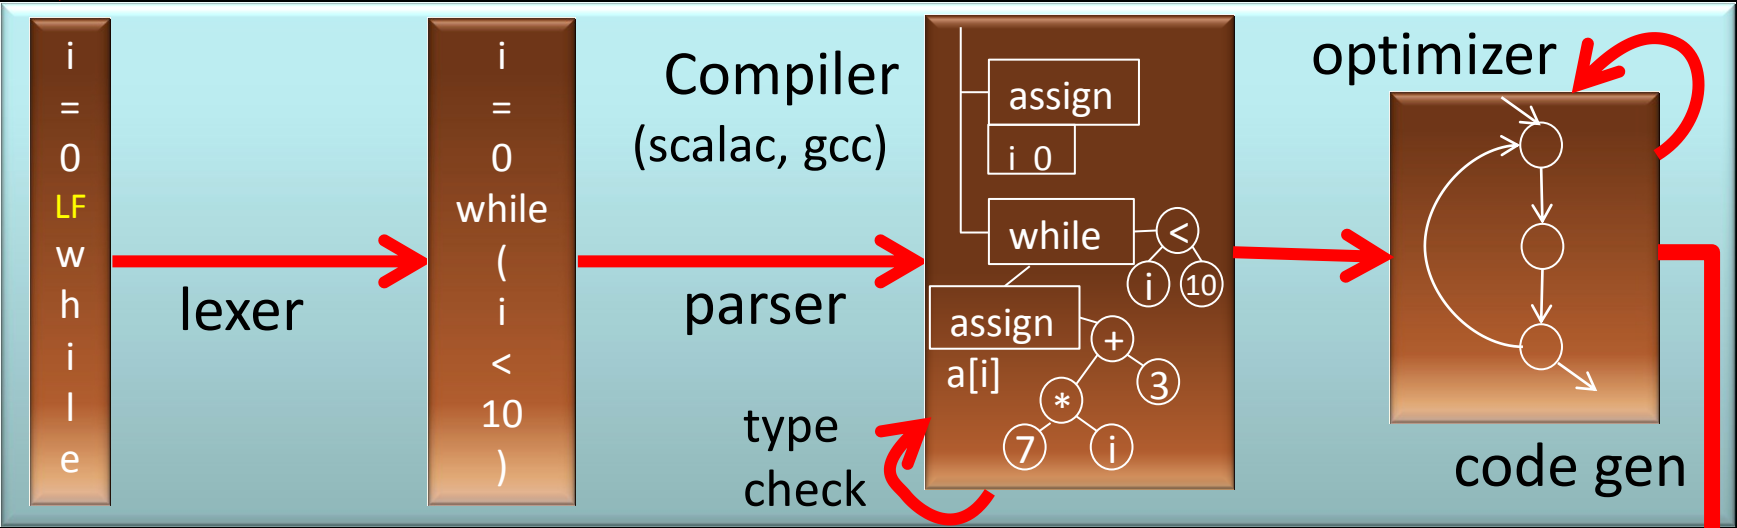 i
=
0
LF
w
h
i
l
e
lexer
i
=
0
while
(
i
<
10
)
Compiler
(scalac, gcc)
parser
assign
i 0
while
<
i
10
assign
a[i]
+
3
*
7
i
type
check
optimizer
code gen